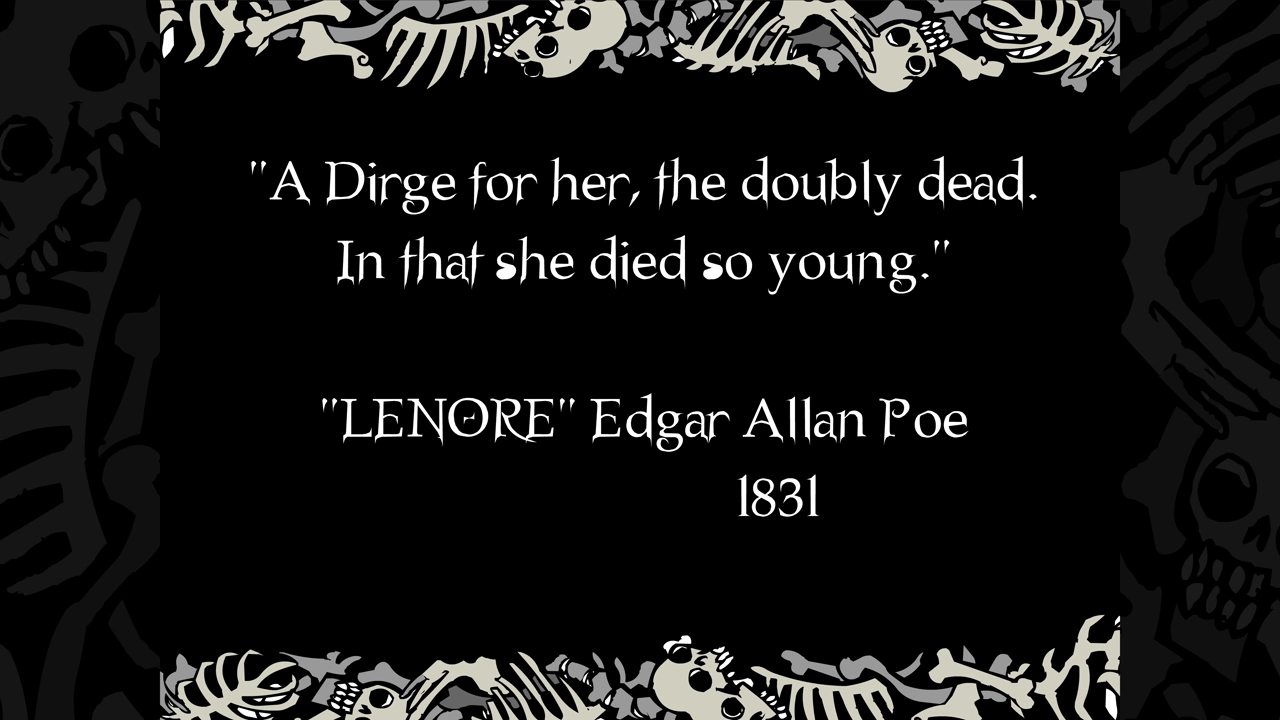 "A Dirge for her, the doubly dead.
In that she died so young."
"LENORE" Edgar Allan Poe
1831